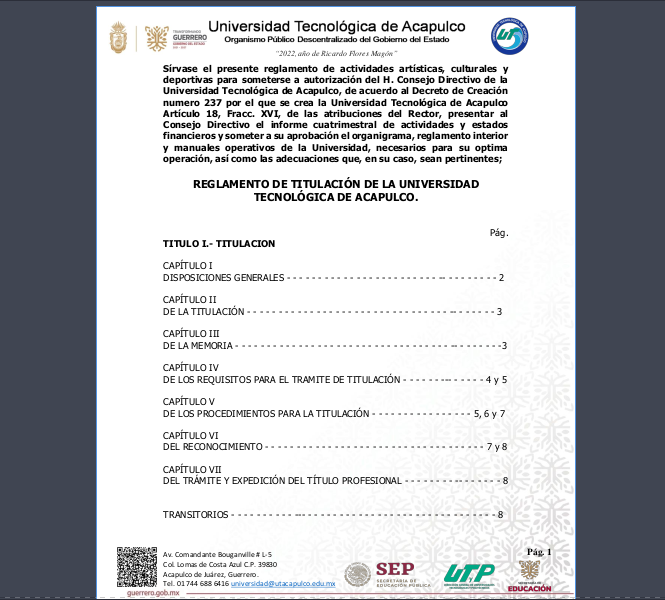 TRANSFORMANDO
GUERRERO
GOBIERNO DEL ESTADO
Universidad Tecnológica de Acapulco
Organismo Público Descentralizado del Gobierno del Estado
"2022, año de Ricardo Flores Magón"
Sírvase el presente reglamento de actividades artísticas, culturales y
deportivas para someterse a autorización del H. Consejo Directivo de la
Universidad Tecnológica de Acapulco, de acuerdo al Decreto de Creación
numero 237 por el que se crea la Universidad Tecnológica de Acapulco
Artículo 18, Fracc. XVI, de las atribuciones del Rector, presentar al
Consejo Directivo el informe cuatrimestral de actividades y estados
financieros y someter a su aprobación el organigrama, reglamento interior
y manuales operativos de la Universidad, necesarios para su optima
operación, así como las adecuaciones que, en su caso, sean pertinentes;
REGLAMENTO DE TITULACIÓN DE LA UNIVERSIDAD
TECNOLÓGICA DE ACAPULCO.
Pág.
TITULO I.- TITULACION
CAPÍTULO I
DISPOSICIONES GENERALES - - - - - - - - - - - - - - - - - - - - - - - - - - - - - - 2
CAPÍTULO II
DE LA TITULACIÓN - - - - - - - - - - - - - - - - - - - - - - - - - - - - - - - - - - - 3
CAPÍTULO III
DE LA MEMORIA - - - - - - - - - - - - - - - - - - - - - - - - - - - - - - - - - - - - -3
CAPÍTULO IV
DE LOS REQUISITOS PARA EL TRAMITE DE TITULACIÓN - - - - - - - - - - - - 4 y 5
CAPÍTULO V
DE LOS PROCEDIMIENTOS PARA LA TITULACIÓN - - - - - - - - - - - - - - 5, 6 y 7
CAPÍTULO VI
DEL RECONOCIMIENTO - - - - - - - - - - - - - - - - - - - - - - - - - - - - - - - 7 y 8
CAPÍTULO VII
DEL TRÁMITE Y EXPEDICIÓN DEL TÍTULO PROFESIONAL - - - - - - - - - - - - - - 8
TRANSITORIOS - - - - - - - - - - - - - - - - - - - - - - - - - - - - - - - - - - - - - 8
Pág. 1
Av. Comandante Bouganville # L-5
Col. Lomas de Costa Azul C.P. 39830
Acapulco de Juárez, Guerrero.
Tel. 01 744 688 6416 universidad@utacapulco.edu.mx
guerrero.gob.mx
SEP
SECRETARÍA DE
EDUCACIÓN PÚBLICA
UTP
SECRETARÍA DE
EDUCACIÓN